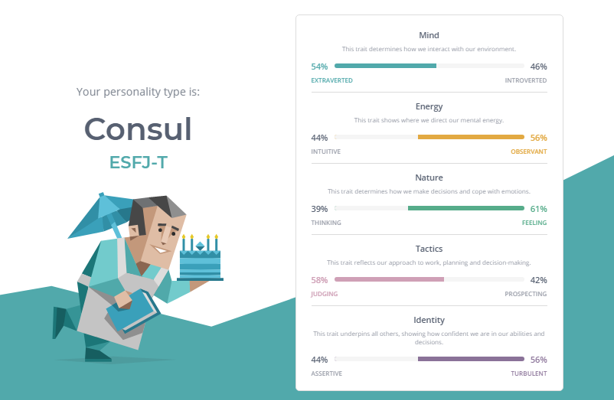 Your personality type is:
Consul
ESFJ-T
Mind
This trait determines how we interact with our environment.
54% 46%
EXTRAVERTED INTROVERTED
Energy
This trait shows where we direct our mental energy.
44% 56%
INTUITIVE OBSERVANT
Nature
This trait determines how we make decisions and cope with emotions.
39% 61%
THINKING FEELING
Tactics
This trait reflects our approach to work, planning and decision-making.
58% 42%
JUDGING PROSPECTING
Identity
This trait underpins all others, showing how confident we are in our abilities and
decisions.
44% 56%
ASSERTIVE TURBULENT